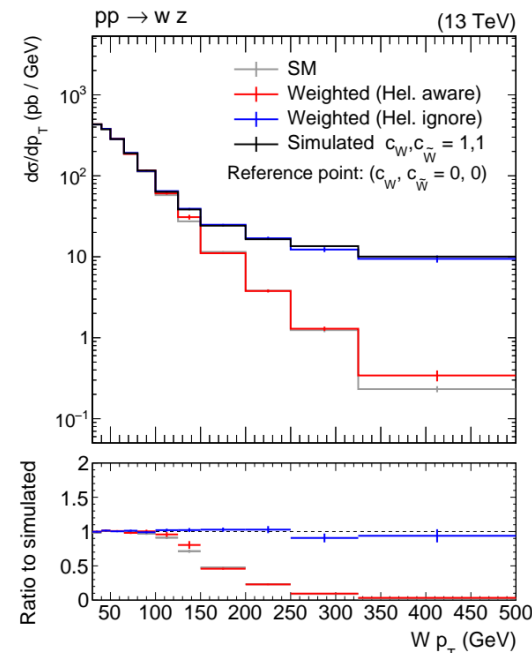 pp → w z (13 TeV)
SM
Weighted (Hel. aware)
Weighted (Hel. ignore)
Simulated c_W,c_W̃ = 1,1
Reference point: (c_W, c_W̃ = 0, 0)
dσ/dp_T (pb / GeV)
10³
10²
10
1
10⁻¹
Ratio to simulated
2
1.5
1
0.5
0
50 100 150 200 250 300 350 400 450 500
W p_T (GeV)